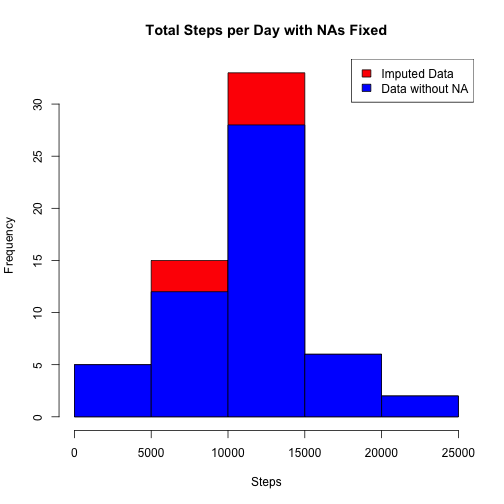 Total Steps per Day with NAs Fixed
Imputed Data
Data without NA
Frequency
30
25
20
15
10
5
0
0 5000 10000 15000 20000 25000
Steps